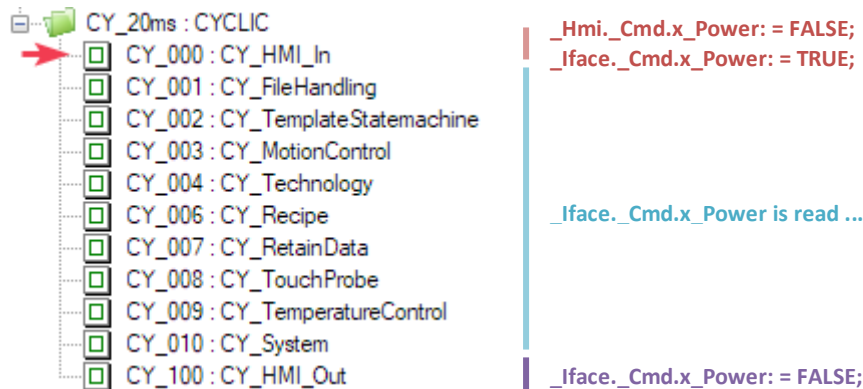 CY_20ms : CYCLIC
_Hmi._Cmd.x_Power: = FALSE;
CY_000 : CY_HMI_In
_Iface._Cmd.x_Power: = TRUE;
CY_001 : CY_FileHandling
CY_002 : CY_TemplateStatemachine
CY_003 : CY_MotionControl
CY_004 : CY_Technology
CY_006 : CY_Recipe
_Iface._Cmd.x_Power is read ...
CY_007 : CY_RetainData
CY_008 : CY_TouchProbe
CY_009 : CY_TemperatureControl
CY_010 : CY_System
CY_100 : CY_HMI_Out
_Iface._Cmd.x_Power: = FALSE;